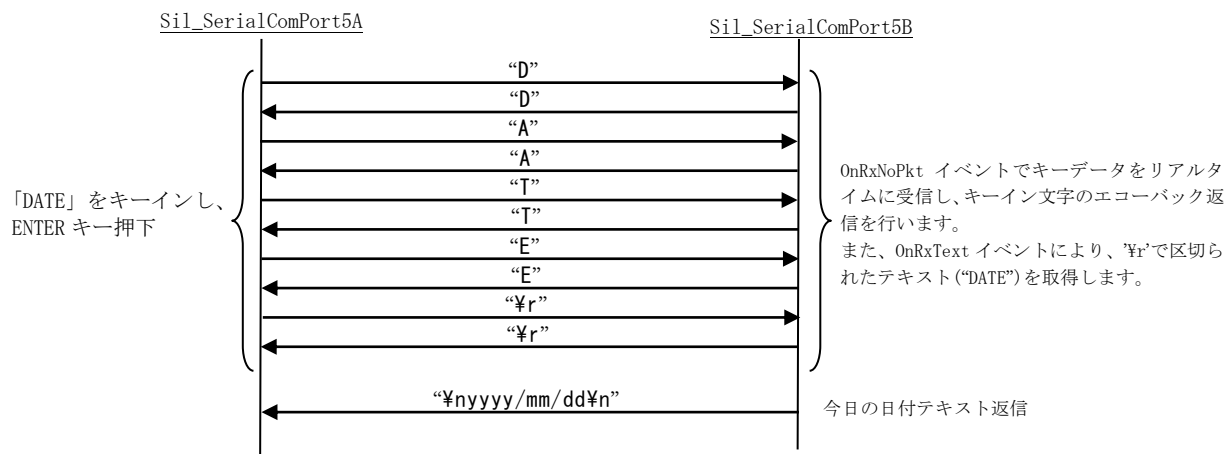 Sil_SerialComPort5A
Sil_SerialComPort5B
“D”
“D”
“A”
“A”
“T”
“T”
“E”
“E”
“¥r”
“¥r”
“¥nyyyy/mm/dd¥n”
「DATE」をキーインし、
ENTER キー押下
OnRxNoPkt イベントでキーデータをリアルタ
イムに受信し、キーイン文字のエコーバック返
信を行います。
また、OnRxText イベントにより、’¥r’で区切ら
れたテキスト(“DATE”)を取得します。
今日の日付テキスト返信